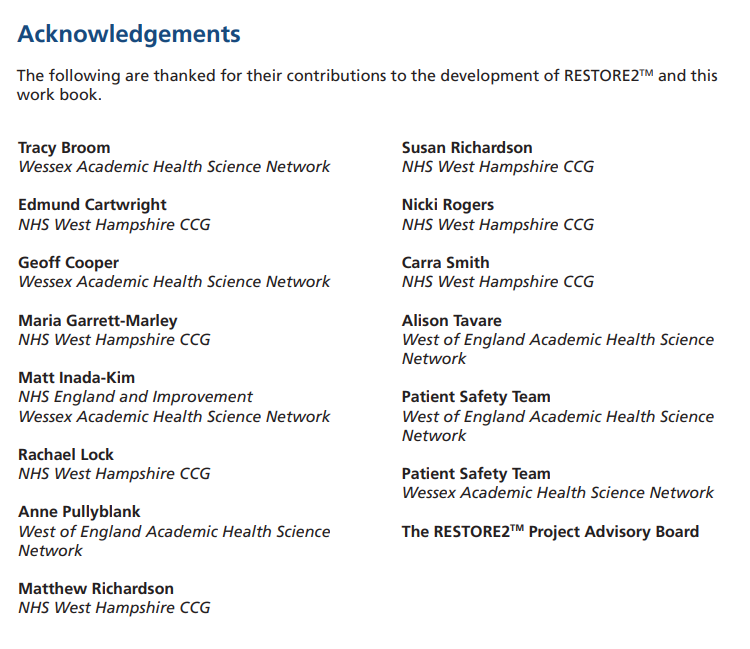 Acknowledgements
The following are thanked for their contributions to the development of RESTORE2™ and this
work book.
Tracy Broom
Wessex Academic Health Science Network
Edmund Cartwright
NHS West Hampshire CCG
Geoff Cooper
Wessex Academic Health Science Network
Maria Garrett-Marley
NHS West Hampshire CCG
Matt Inada-Kim
NHS England and Improvement
Wessex Academic Health Science Network
Rachael Lock
NHS West Hampshire CCG
Anne Pullyblank
West of England Academic Health Science
Network
Matthew Richardson
NHS West Hampshire CCG
Susan Richardson
NHS West Hampshire CCG
Nicki Rogers
NHS West Hampshire CCG
Carra Smith
NHS West Hampshire CCG
Alison Tavare
West of England Academic Health Science
Network
Patient Safety Team
West of England Academic Health Science
Network
Patient Safety Team
Wessex Academic Health Science Network
The RESTORE2™ Project Advisory Board